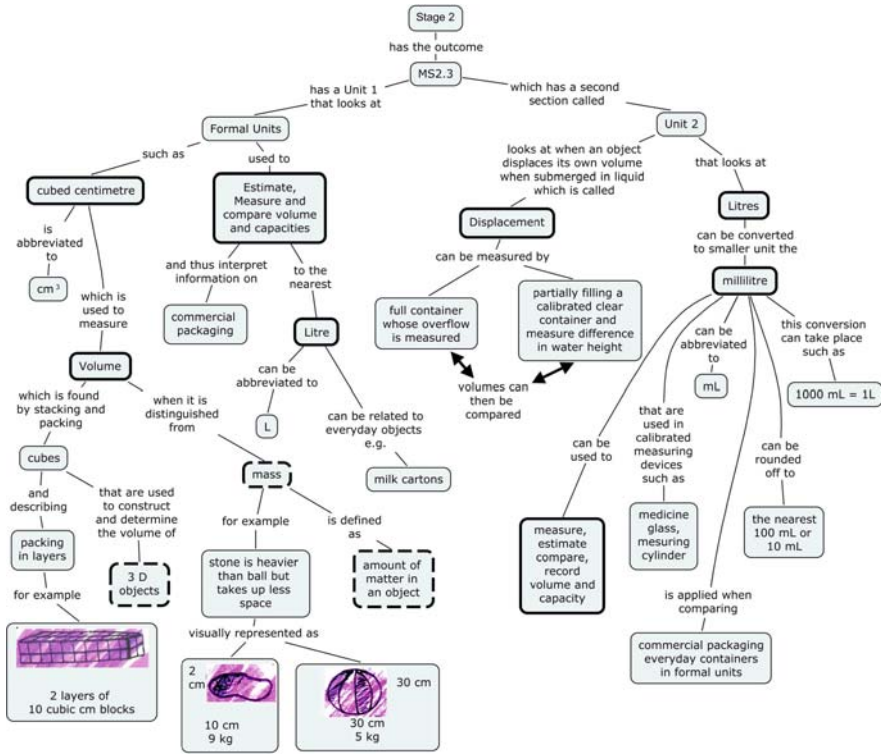 Stage 2
has the outcome
MS2.3
has a Unit 1
that looks at
which has a second
section called
Formal Units
Unit 2
such as
used to
looks at when an object
displaces its own volume
when submerged in liquid
which is called
that looks at
cubed centimetre
Estimate,
Measure and
compare volume
and capacities
Displacement
Litres
is
abbreviated
to
can be converted
to smaller unit the
and thus interpret
information on
to the
nearest
can be measured by
cm³
millilitre
which is
used to
measure
commercial
packaging
Litre
full container
whose overflow
is measured
partially filling a
calibrated clear
container and
measure difference
in water height
can be
abbreviated
to
this conversion
can take place
such as
Volume
can be
abbreviated to
volumes can
then be
compared
mL
1000 mL = 1L
which is found
by stacking and
packing
when it is
distinguished
from
L
can be related to
everyday objects
e.g.
that are
used in
calibrated
measuring
devices
such as
can be
used to
can be
rounded
off to
cubes
mass
milk cartons
and
describing
that are used
to construct
and determine
the volume of
for example
is defined
as
packing
in layers
measure,
estimate
compare,
record
volume and
capacity
medicine
glass,
mesuring
cylinder
the nearest
100 mL or
10 mL
3 D
objects
stone is heavier
than ball but
takes up less
space
amount of
matter in
an object
for example
is applied when
comparing
visually represented as
commercial packaging
everyday containers
in formal units
2 layers of
10 cubic cm blocks
2
cm
10 cm
9 kg
30 cm
30 cm
5 kg